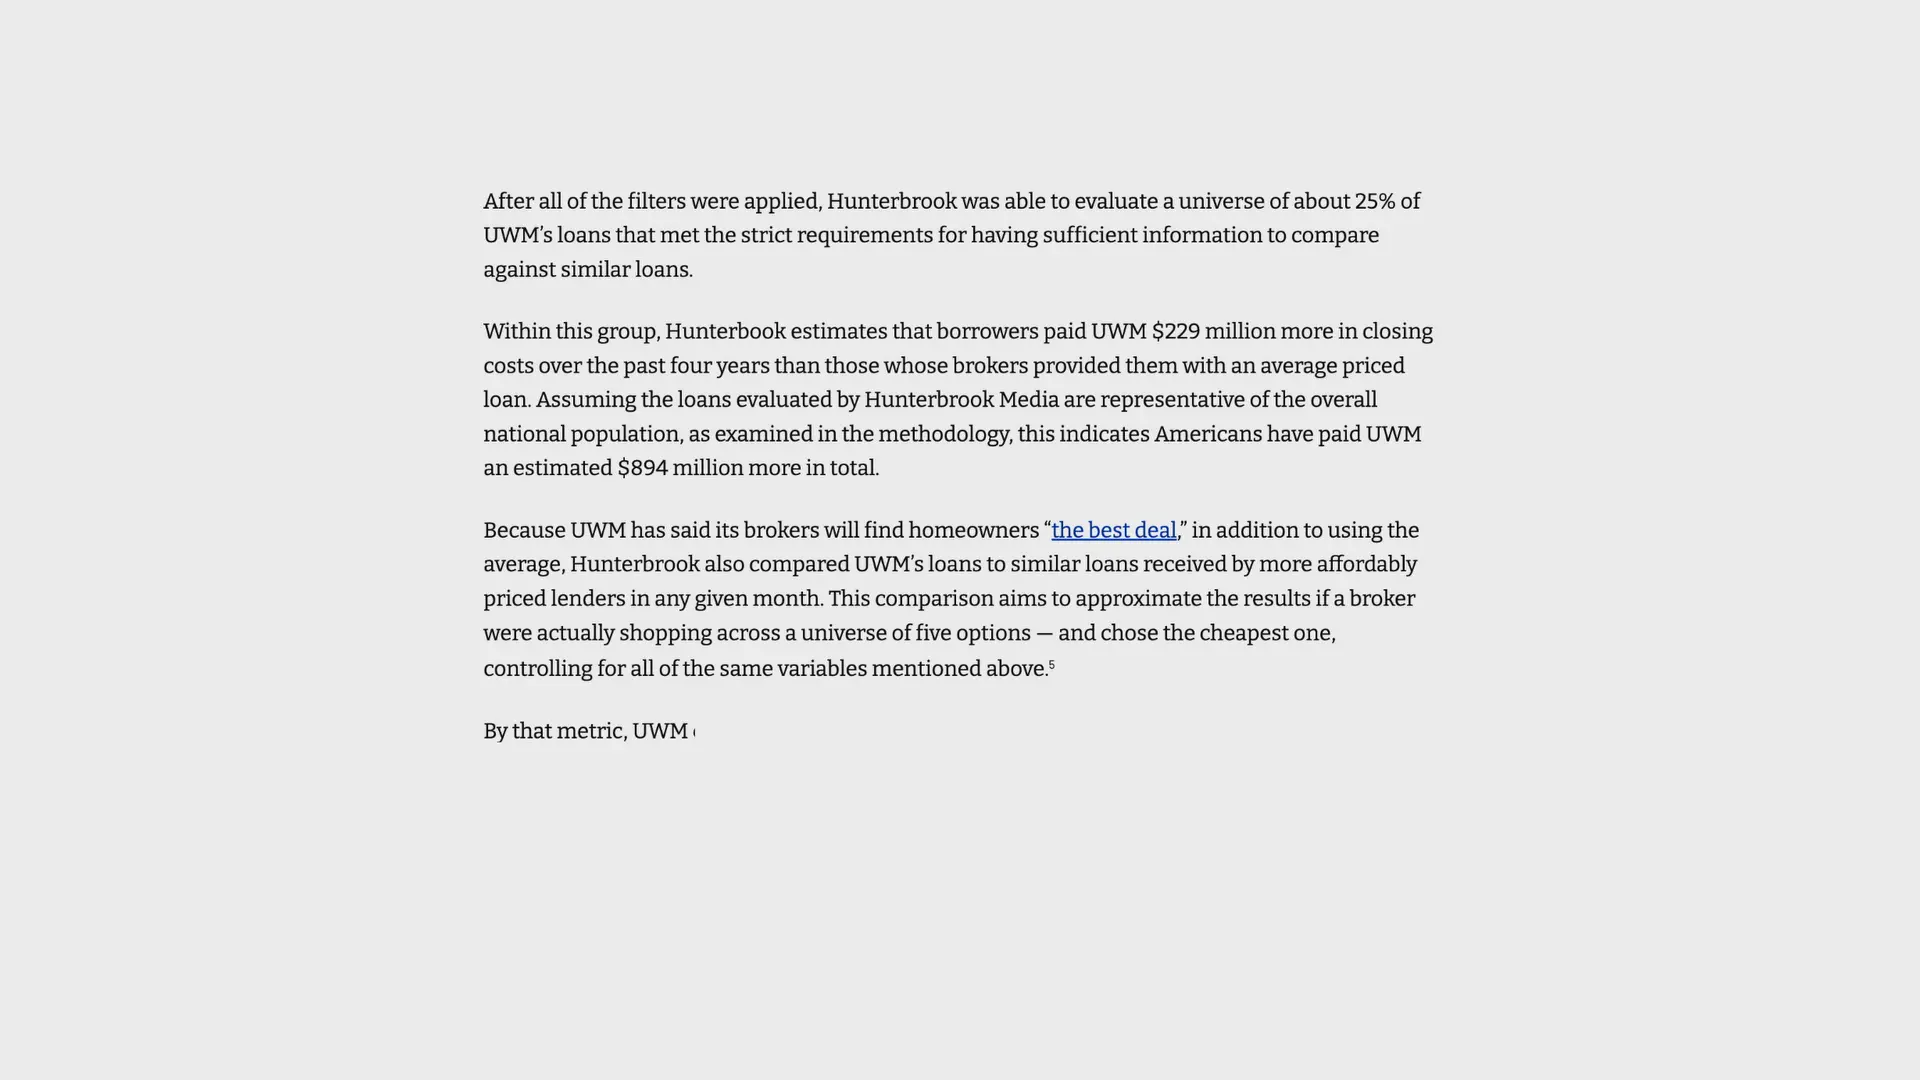 After all of the filters were applied, Hunterbrook was able to evaluate a universe of about 25% of
UWM’s loans that met the strict requirements for having sufficient information to compare
against similar loans.
Within this group, Hunterbook estimates that borrowers paid UWM $229 million more in closing
costs over the past four years than those whose brokers provided them with an average priced
loan. Assuming the loans evaluated by Hunterbrook Media are representative of the overall
national population, as examined in the methodology, this indicates Americans have paid UWM
an estimated $894 million more in total.
Because UWM has said its brokers will find homeowners “the best deal,” in addition to using the
average, Hunterbrook also compared UWM’s loans to similar loans received by more affordably
priced lenders in any given month. This comparison aims to approximate the results if a broker
were actually shopping across a universe of five options — and chose the cheapest one,
controlling for all of the same variables mentioned above.⁵
By that metric, UWM